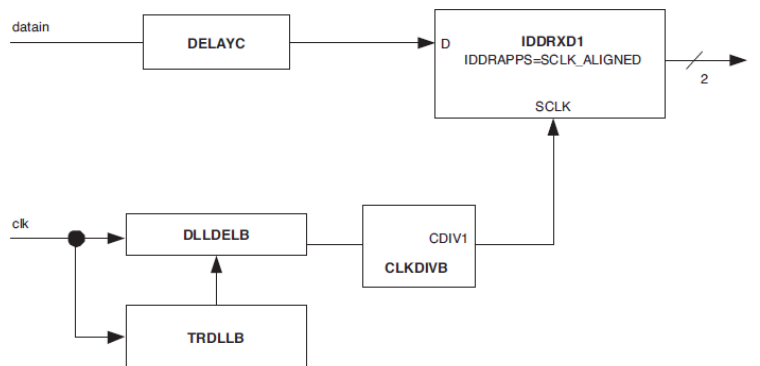 datain
DELAYC
D
IDDRXD1
IDDRAPPS=SCLK_ALIGNED
SCLK
2
clk
DLLDELB
CDIV1
CLKDIVB
TRDLLB